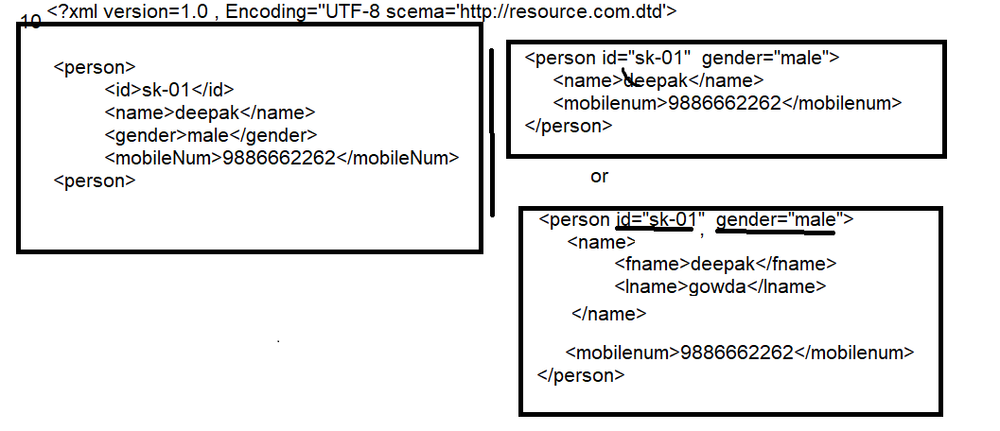 <?xml version=1.0 , Encoding="UTF-8 scema='http://resource.com.dtd'>
10
<person>
<id>sk-01</id>
<name>deepak</name>
<gender>male</gender>
<mobileNum>9886662262</mobileNum>
<person>
<person id="sk-01" gender="male">
<name>deepak</name>
<mobilenum>9886662262</mobilenum>
</person>
or
<person id="sk-01" , gender="male">
<name>
<fname>deepak</fname>
<lname>gowda</lname>
</name>
<mobilenum>9886662262</mobilenum>
</person>